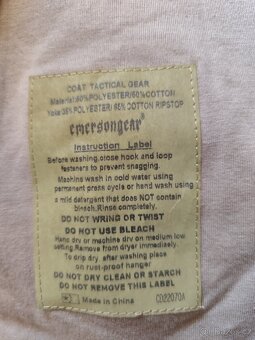 COAT TACTICAL GEAR
Material:50%POLYESTER/50%COTTON
Yoke 35% POLYESTER/ 65% COTTON RIPSTOP
emersongear®
Instruction Label
Before washing,close hook and loop
fasteners to prevent snagging.
Machine wash in cold water using
permanent press cycle or hand wash using
a mild detergent that does NOT contain
bleach.Rinse completely.
DO NOT WRING OR TWIST
DO NOT USE BLEACH
Hang dry or machine dry on medium low
setting.Remove from dryer immediately.
To drip dry after washing place
on rust-proof hanger
DO NOT DRY CLEAN OR STARCH
DO NOT REMOVE THIS LABEL
Made in China CD22070A